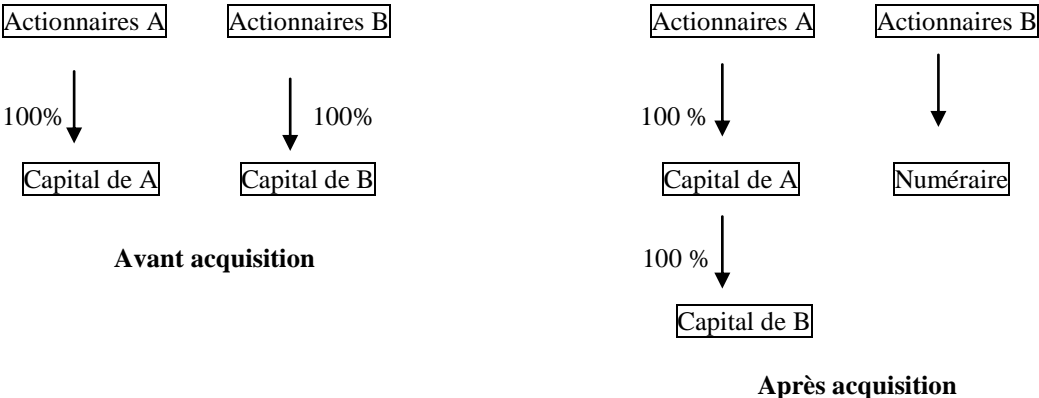 Actionnaires A Actionnaires B Actionnaires A Actionnaires B
100% 100% 100 %
Capital de A Capital de B Capital de A Numéraire
Avant acquisition 100 %
Capital de B
Après acquisition